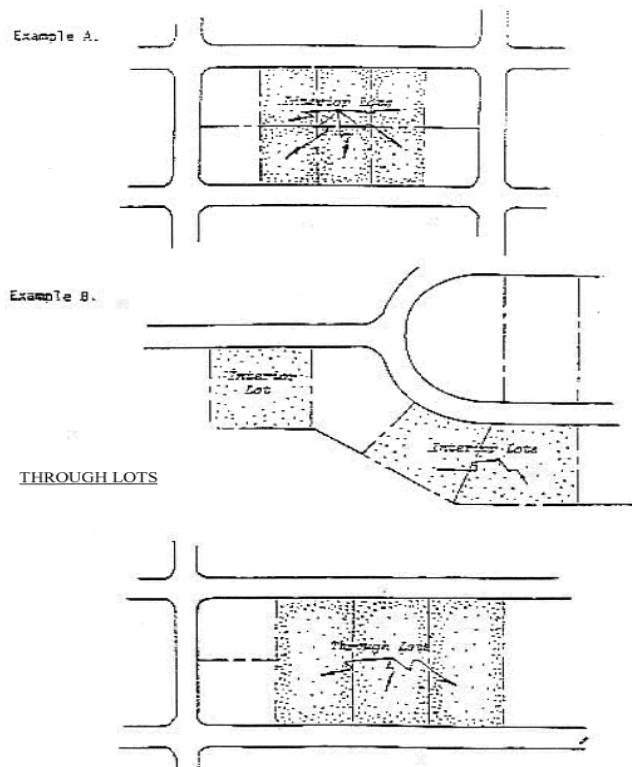 Example A.
Interior Lots
Example B.
Interior
Lot
Interior Lots
THROUGH LOTS
Through Lots